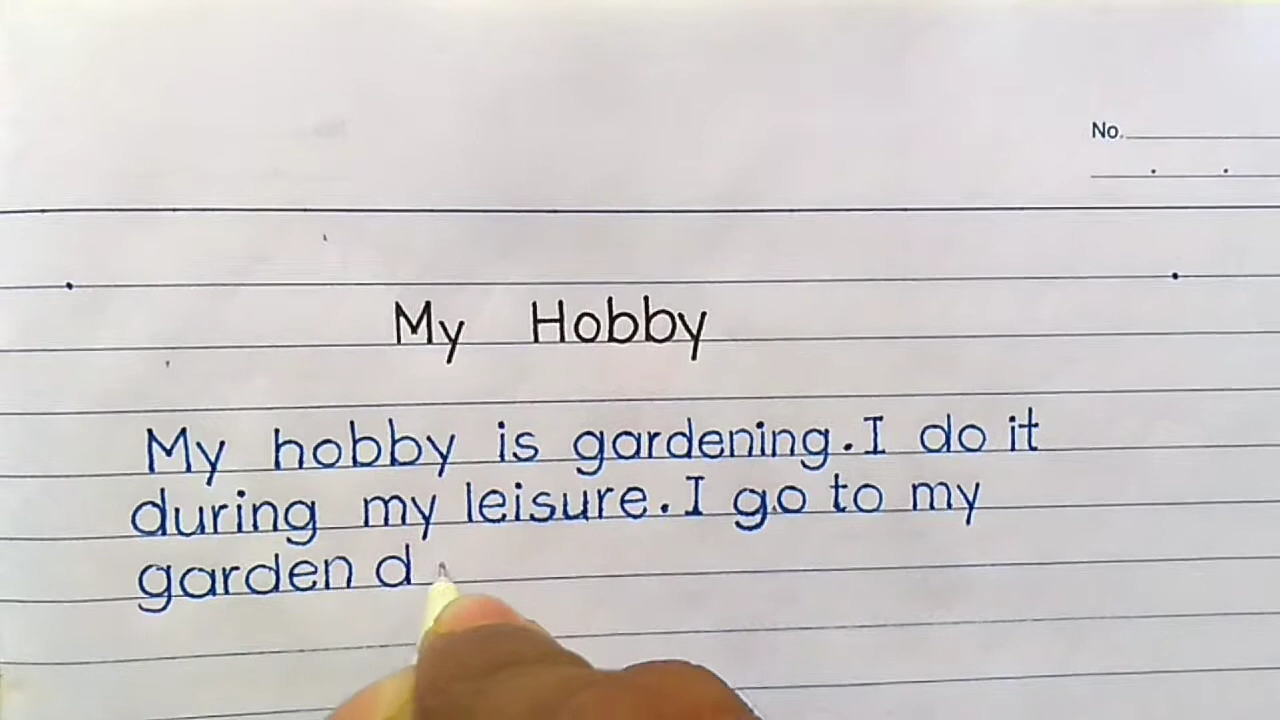 No.
My Hobby
My hobby is gardening. I do it
during my leisure. I go to my
garden d